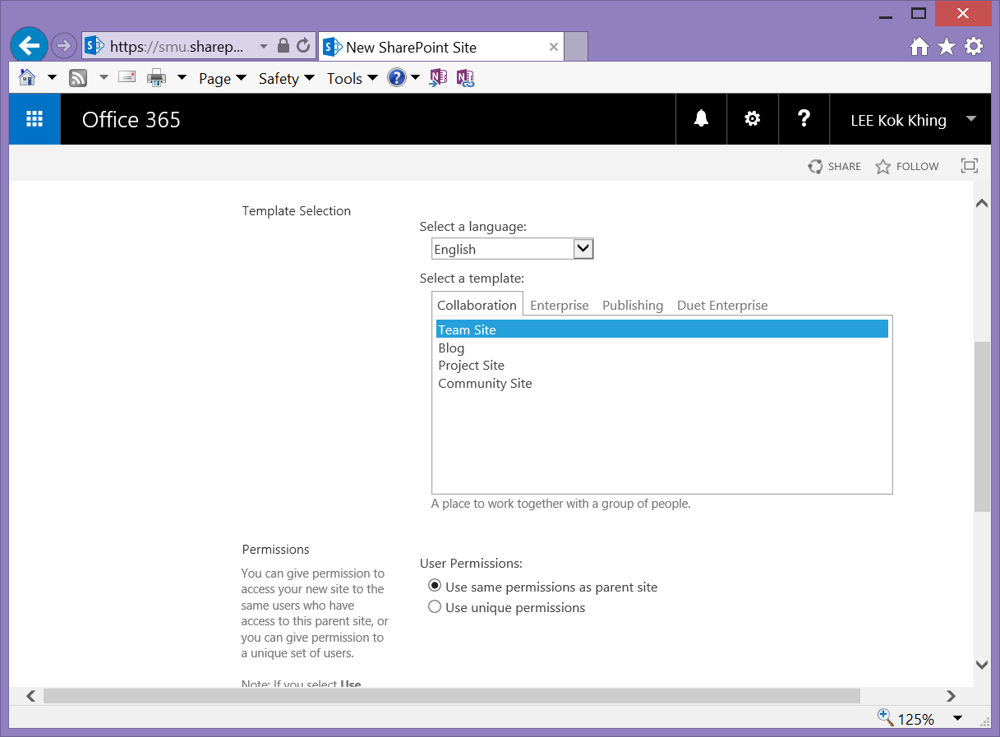 https://smu.sharep...
New SharePoint Site
Page
Safety
Tools
Office 365
LEE Kok Khing
SHARE
FOLLOW
Template Selection
Select a language:
English
Select a template:
Collaboration Enterprise Publishing Duet Enterprise
Team Site
Blog
Project Site
Community Site
A place to work together with a group of people.
Permissions
You can give permission to
access your new site to the
same users who have
access to this parent site, or
you can give permission to
a unique set of users.
Note: If you select Use
User Permissions:
Use same permissions as parent site
Use unique permissions
125%